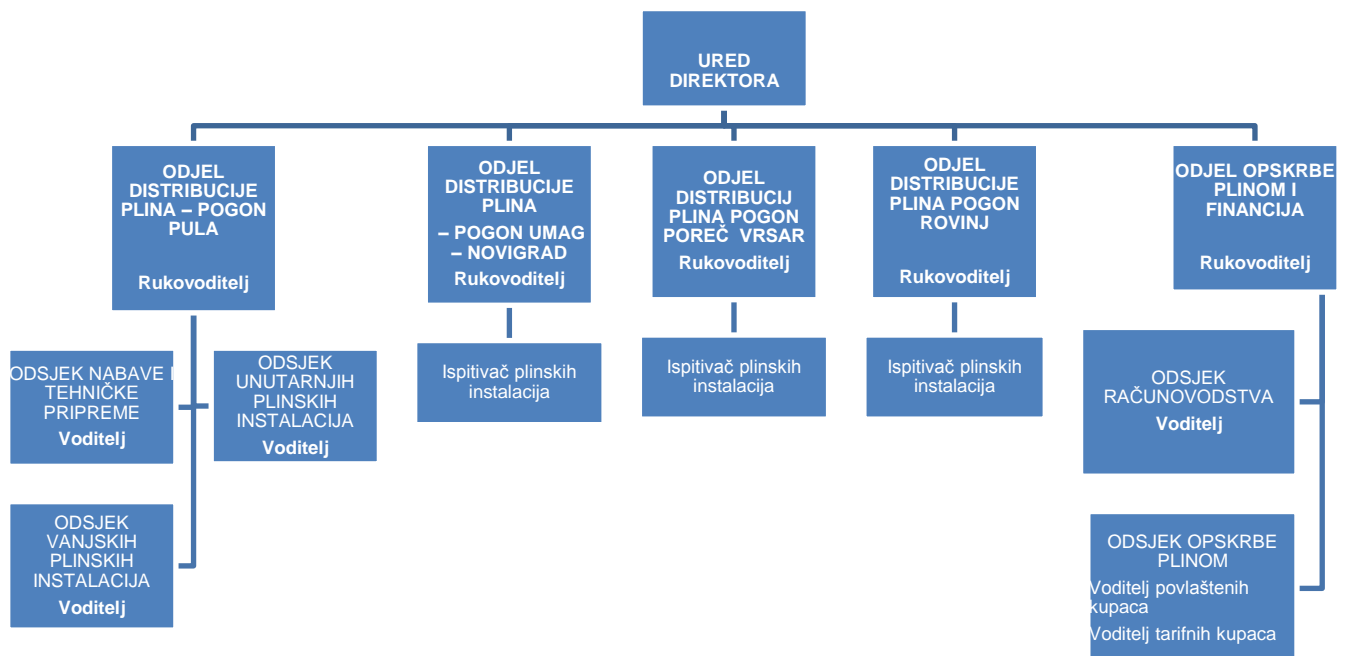 URED
DIREKTORA
ODJEL
DISTRIBUCIJE
PLINA – POGON
PULA
Rukovoditelj
ODJEL
DISTRIBUCIJE
PLINA
– POGON UMAG
– NOVIGRAD
Rukovoditelj
ODJEL
DISTRIBUCIJ
PLINA POGON
POREČ VRSAR
Rukovoditelj
ODJEL
DISTRIBUCIJE
PLINA POGON
ROVINJ
Rukovoditelj
ODJEL OPSKRBE
PLINOM I
FINANCIJA
Rukovoditelj
ODSJEK NABAVE I
TEHNIČKE
PRIPREME
Voditelj
ODSJEK
UNUTARNJIH
PLINSKIH
INSTALACIJA
Voditelj
Ispitivač plinskih
instalacija
Ispitivač plinskih
instalacija
Ispitivač plinskih
instalacija
ODSJEK
RAČUNOVODSTVA
Voditelj
ODSJEK
VANJSKIH
PLINSKIH
INSTALACIJA
Voditelj
ODSJEK OPSKRBE
PLINOM
Voditelj povlaštenih
kupaca
Voditelj tarifnih kupaca